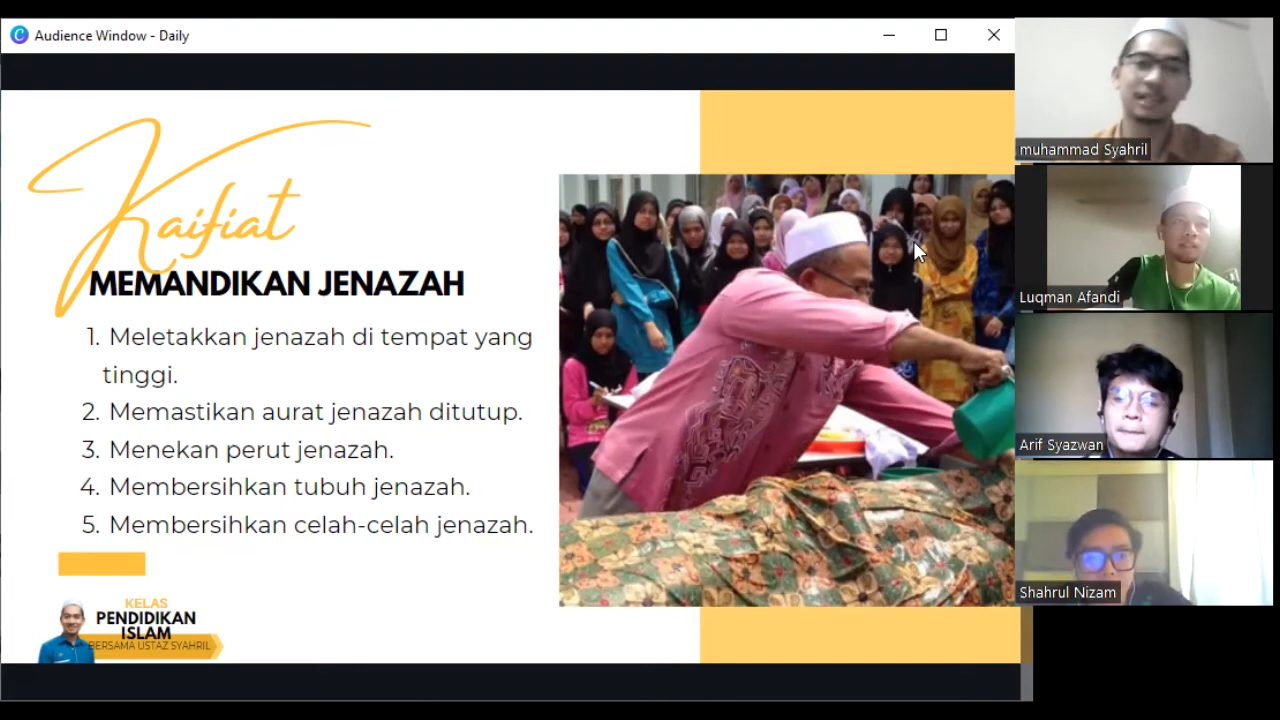 Audience Window - Daily
Kaifiat
MEMANDIKAN JENAZAH
1. Meletakkan jenazah di tempat yang
tinggi.
2. Memastikan aurat jenazah ditutup.
3. Menekan perut jenazah.
4. Membersihkan tubuh jenazah.
5. Membersihkan celah-celah jenazah.
KELAS
PENDIDIKAN
ISLAM
BERSAMA USTAZ SYAHRIL
muhammad Syahril
Luqman Afandi
Arif Syazwan
Shahrul Nizam